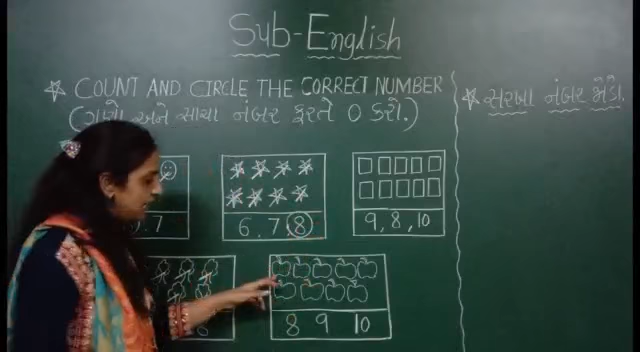 Sub-English
COUNT AND CIRCLE THE CORRECT NUMBER
(ગણો અને સાચા નંબર ફરતે O કરો.)
સરખા નંબર જોડો.
7
6, 7, 8
9, 8, 10
8 9 10